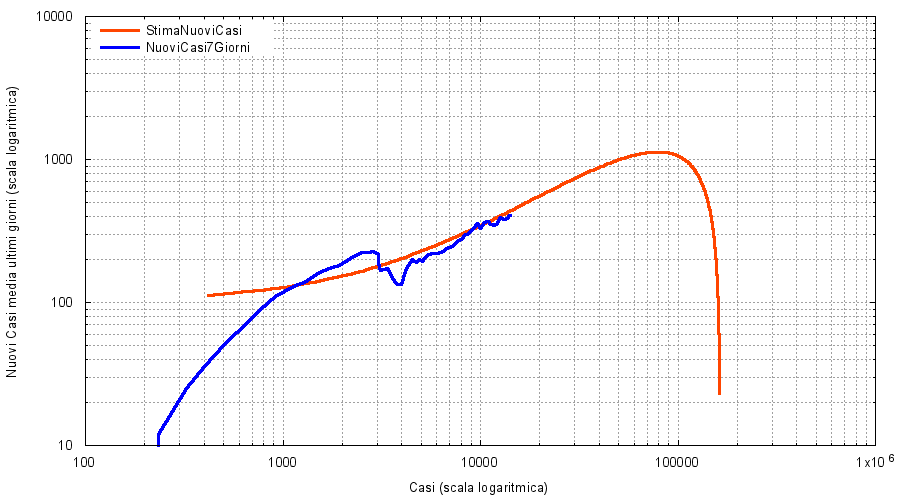 10000
StimaNuoviCasi
NuoviCasi7Giorni
Nuovi Casi media ultimi giorni (scala logaritmica)
1000
100
10
100 1000 10000 100000 1x10 6
Casi (scala logaritmica)